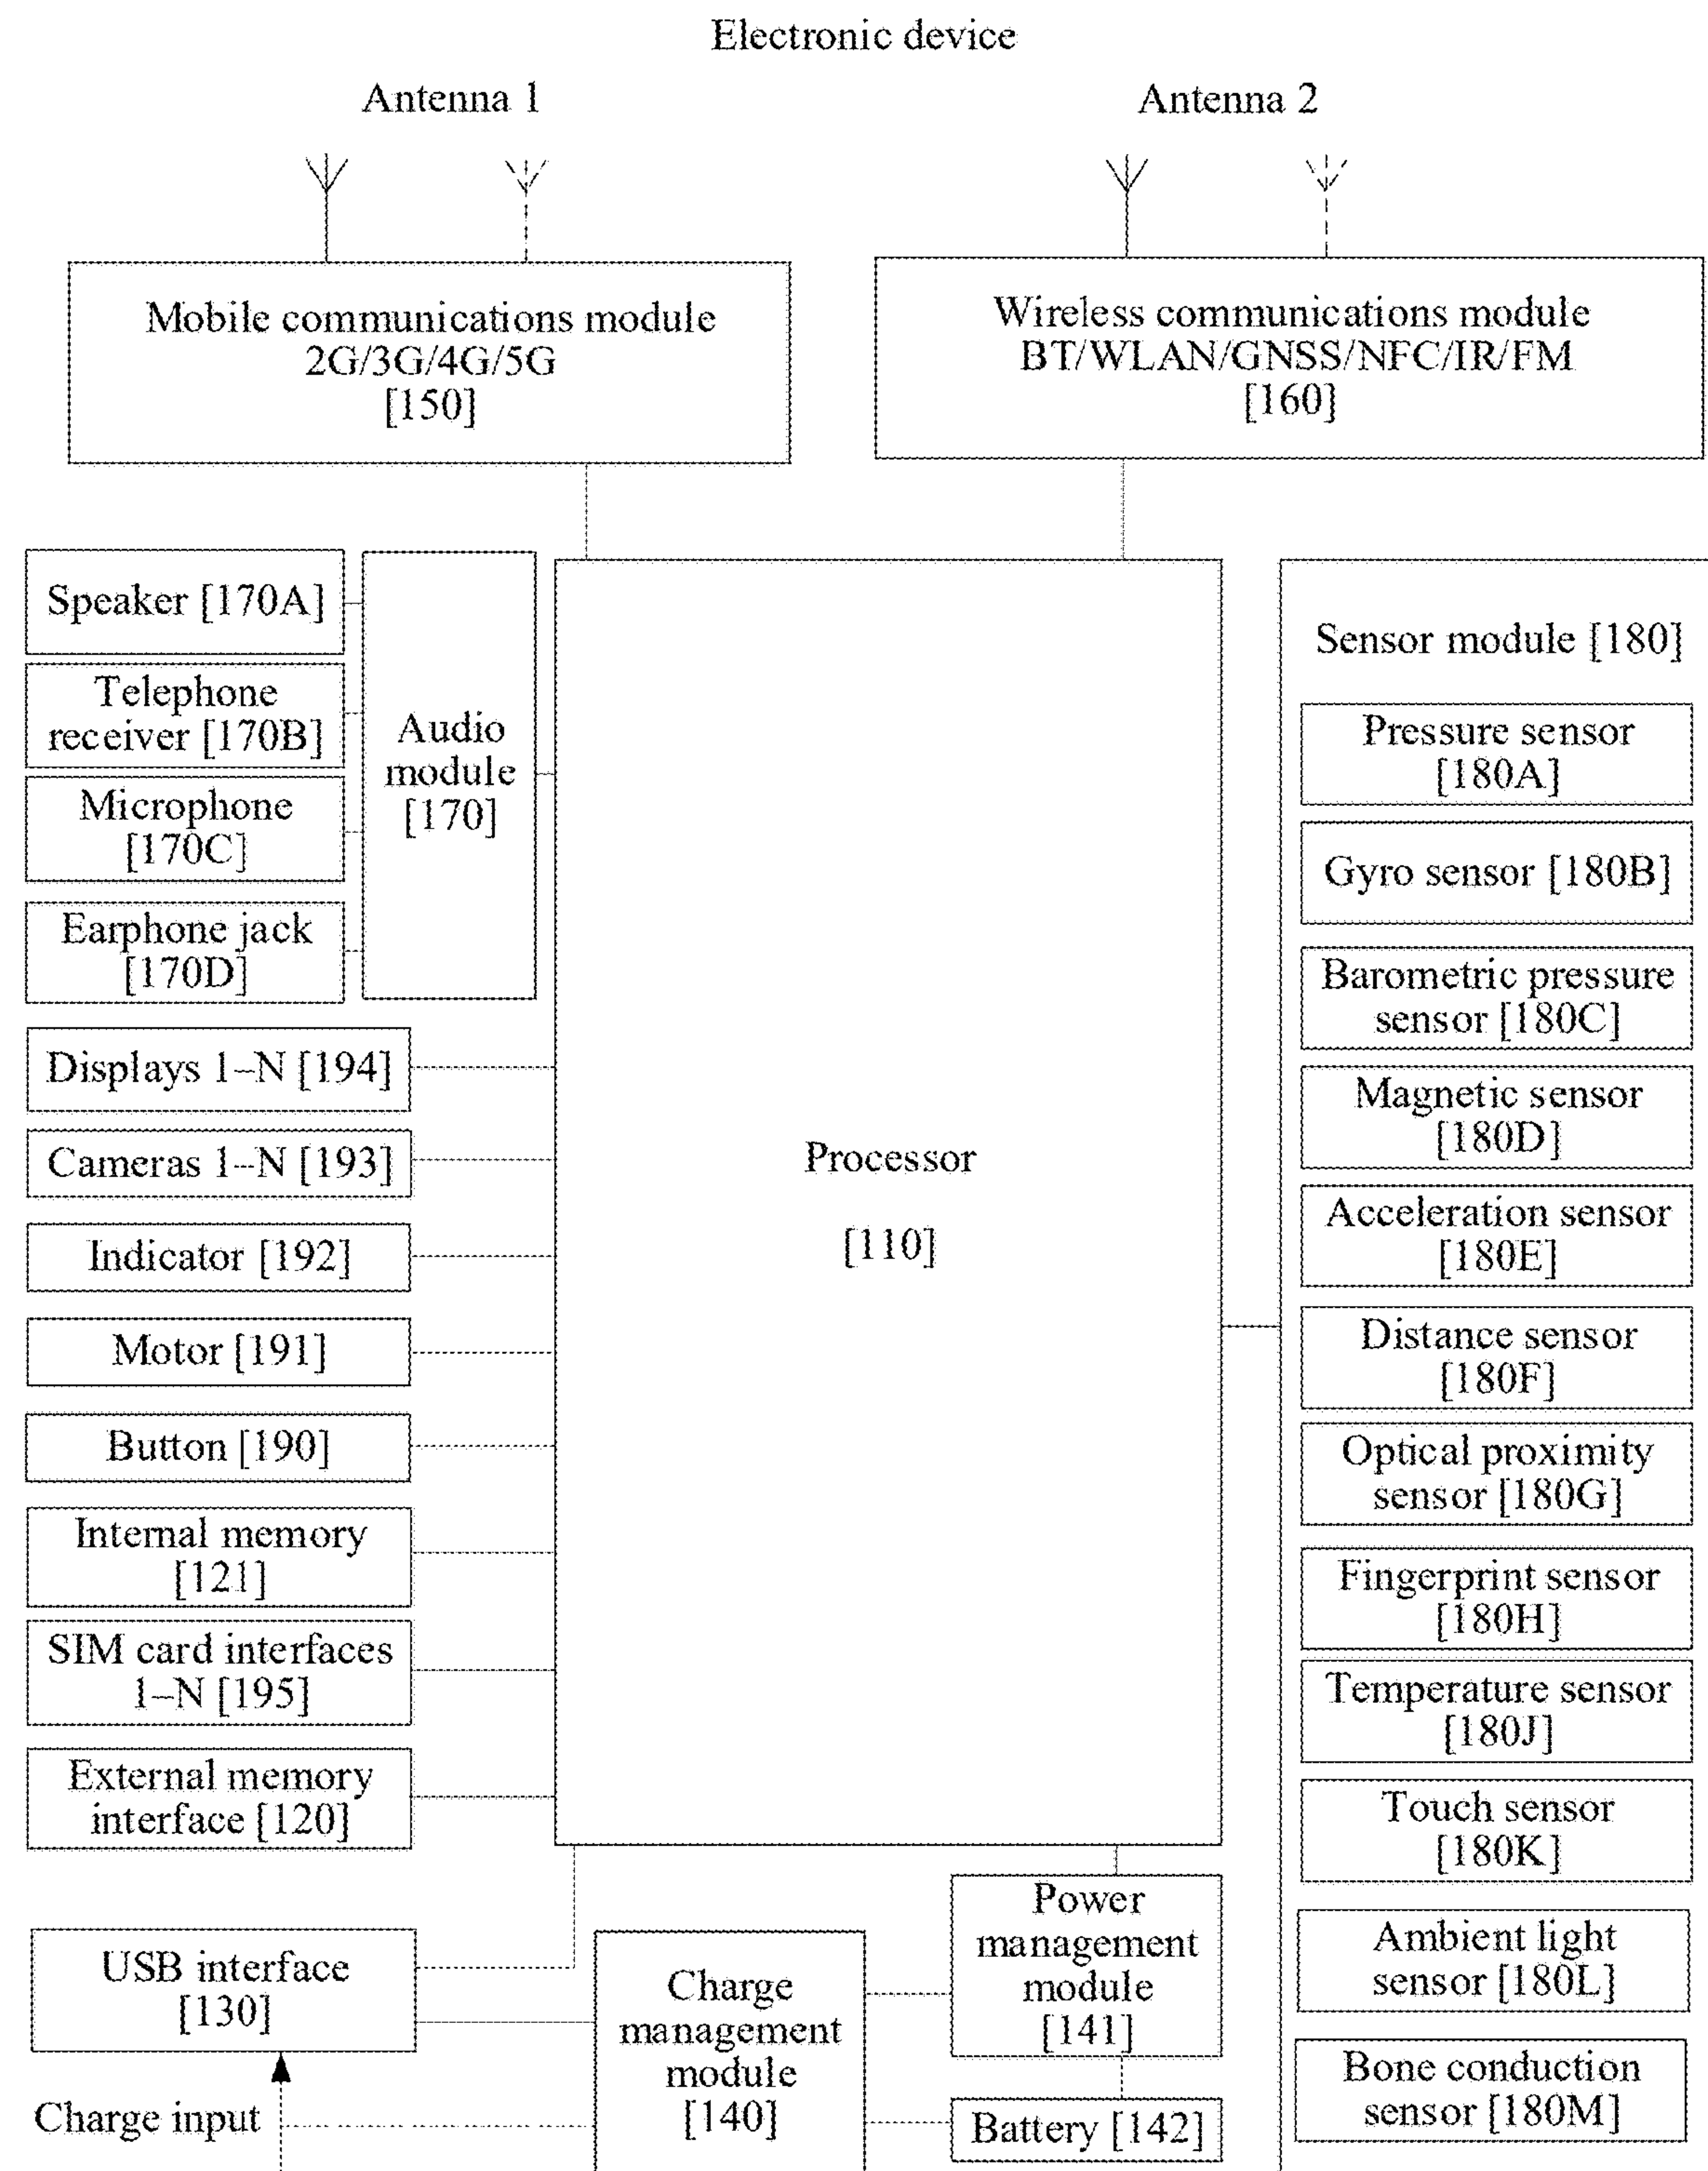 Electronic device
Antenna 1
Antenna 2
Mobile communications module
2G/3G/4G/5G
[150]
Wireless communications module
BT/WLAN/GNSS/NFC/IR/FM
[160]
Speaker [170A]
Telephone
receiver [170B]
Microphone
[170C]
Earphone jack
[170D]
Audio
module
[170]
Displays 1–N [194]
Cameras 1–N [193]
Indicator [192]
Motor [191]
Button [190]
Internal memory
[121]
SIM card interfaces
1–N [195]
External memory
interface [120]
Processor
[110]
Sensor module [180]
Pressure sensor
[180A]
Gyro sensor [180B]
Barometric pressure
sensor [180C]
Magnetic sensor
[180D]
Acceleration sensor
[180E]
Distance sensor
[180F]
Optical proximity
sensor [180G]
Fingerprint sensor
[180H]
Temperature sensor
[180J]
Touch sensor
[180K]
Ambient light
sensor [180L]
Bone conduction
sensor [180M]
USB interface
[130]
Charge input
Charge
management
module
[140]
Power
management
module
[141]
Battery [142]